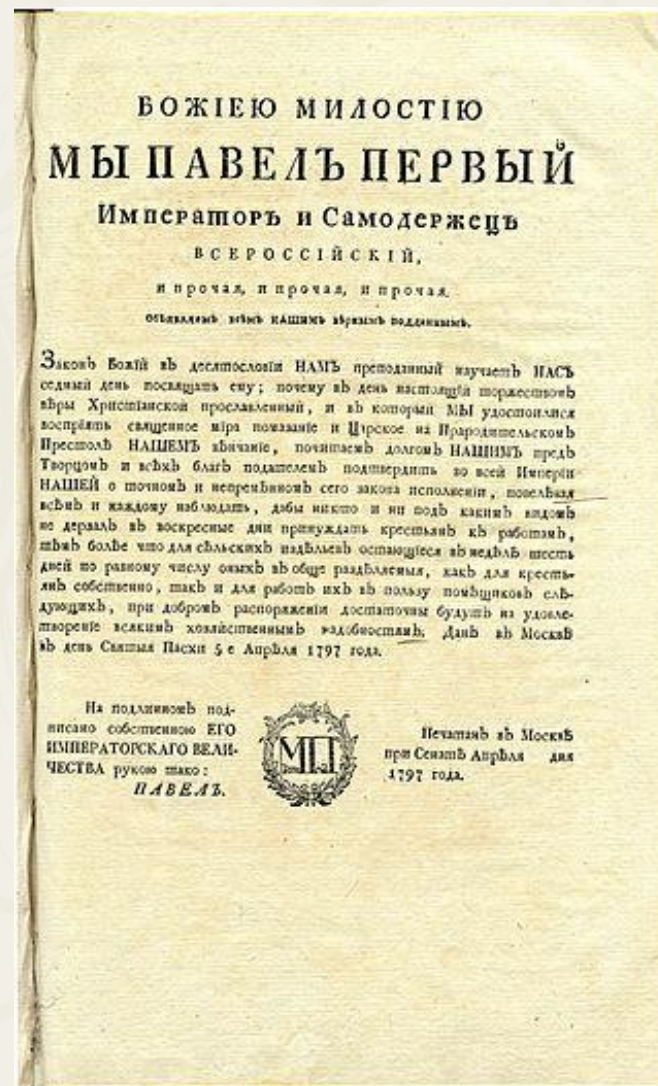 БОЖІЕЮ МИЛОСТІЮ
МЫ ПАВЕЛЪ ПЕРВЫЙ
Императоръ и Самодержецъ
ВСЕРОССІЙСКІЙ,
и прочая, и прочая, и прочая.
Объявляемъ всѣмъ НАШИМЪ вѣрнымъ подданнымъ.
Законъ Божій въ десятословіи НАМЪ преподанный научаетъ НАСЪ
седмый день посвящать ему; почему въ день настоящій торжествомъ
вѣры Христіанской прославленный, и въ который МЫ удостоилися
воспріять священное мѵра помазаніе и Царское на Прародительскомъ
Престолѣ НАШЕМЪ вѣнчаніе, почитаемъ долгомъ НАШИМЪ предъ
Творцомъ и всѣхъ благъ подателемъ подтвердить во всей Имперіи
НАШЕЙ о точномъ и непремѣнномъ сего закона исполненіи, повелѣвая
всѣмъ и каждому наблюдать, дабы никто и ни подъ какимъ видомъ
не дерзалъ въ воскресные дни принуждать крестьянъ къ работамъ,
тѣмъ болѣе что для сѣльскихъ издѣльевъ остающіеся въ недѣлѣ шесть
дней по равному числу оныхъ въ обще раздѣляемыя, какъ для кресть-
янъ собственно, такъ и для работъ ихъ въ пользу помѣщиковъ слѣ-
дующихъ, при добромъ распоряженіи достаточны будутъ на удовле-
твореніе всякимъ хозяйственнымъ надобностямъ. Данъ въ Москвѣ
въ день Святыя Пасхи 5 е Апрѣля 1797 года.
На подлинномъ под-
писано собственною ЕГО
ИМПЕРАТОРСКАГО ВЕЛИ-
ЧЕСТВА рукою тако:
ПАВЕЛЪ.
МП
Печатанъ въ Москвѣ
при Сенатѣ Апрѣля дня
1797 года.